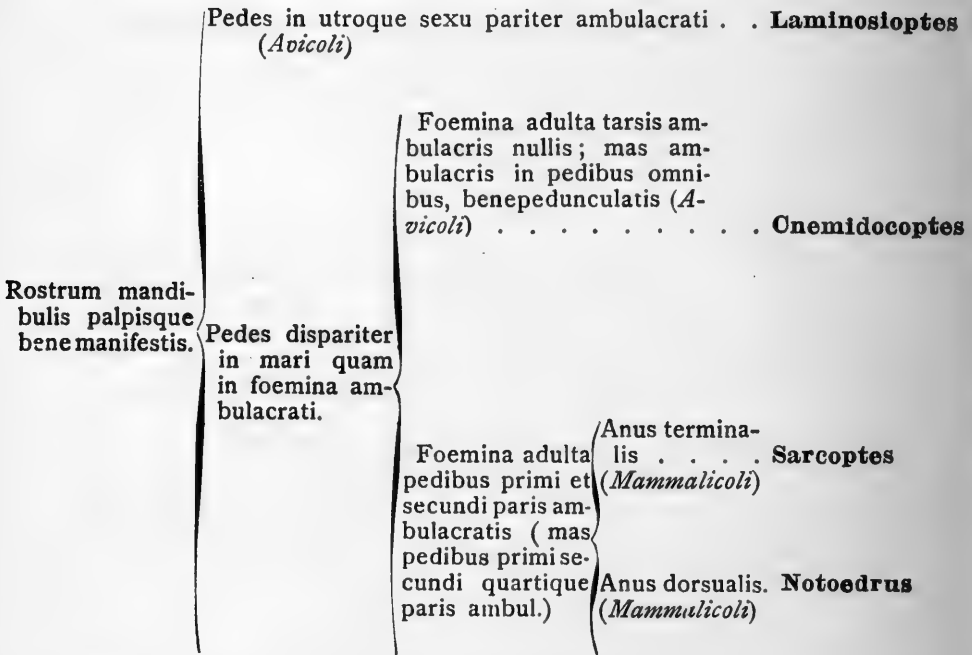 Pedes in utroque sexu pariter ambulacrati . . Laminosioptes
(Avicoli)
Foemina adulta tarsis am-
bulacris nullis; mas am-
bulacris in pedibus omni-
bus, benepedunculatis (A-
vicoli) . . . . . . . . . . Cnemidocoptes
Rostrum mandi-
bulis palpisque
bene manifestis.
Pedes dispariter
in mari quam
in foemina am-
bulacrati.
Foemina adulta
pedibus primi et
secundi paris am-
bulacratis ( mas
pedibus primi se-
cundi quartique
paris ambul.)
Anus termina-
lis . . . . Sarcoptes
(Mammalicoli)
Anus dorsualis. Notoedrus
(Mammalicoli)